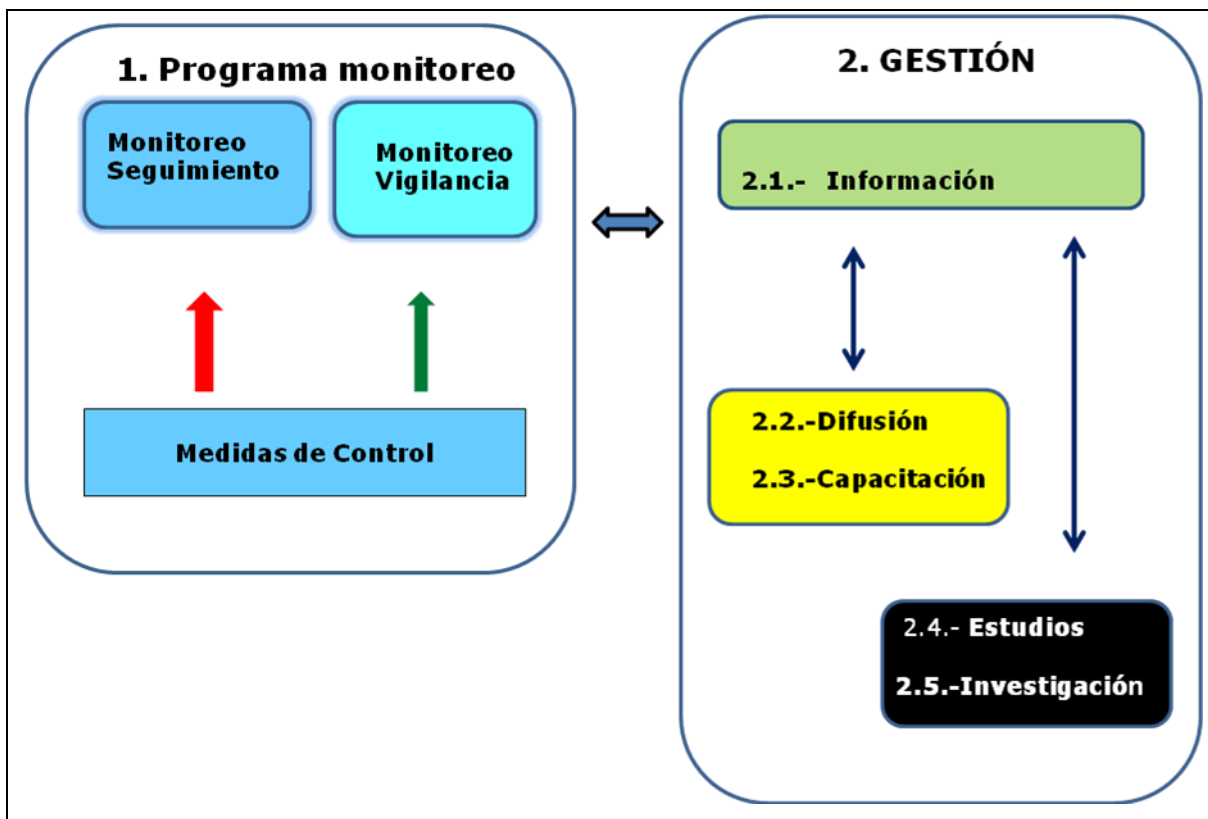 1. Programa monitoreo
Monitoreo
Seguimiento
Monitoreo
Vigilancia
Medidas de Control
2. GESTIÓN
2.1.- Información
2.2.-Difusión
2.3.-Capacitación
2.4.- Estudios
2.5.-Investigación